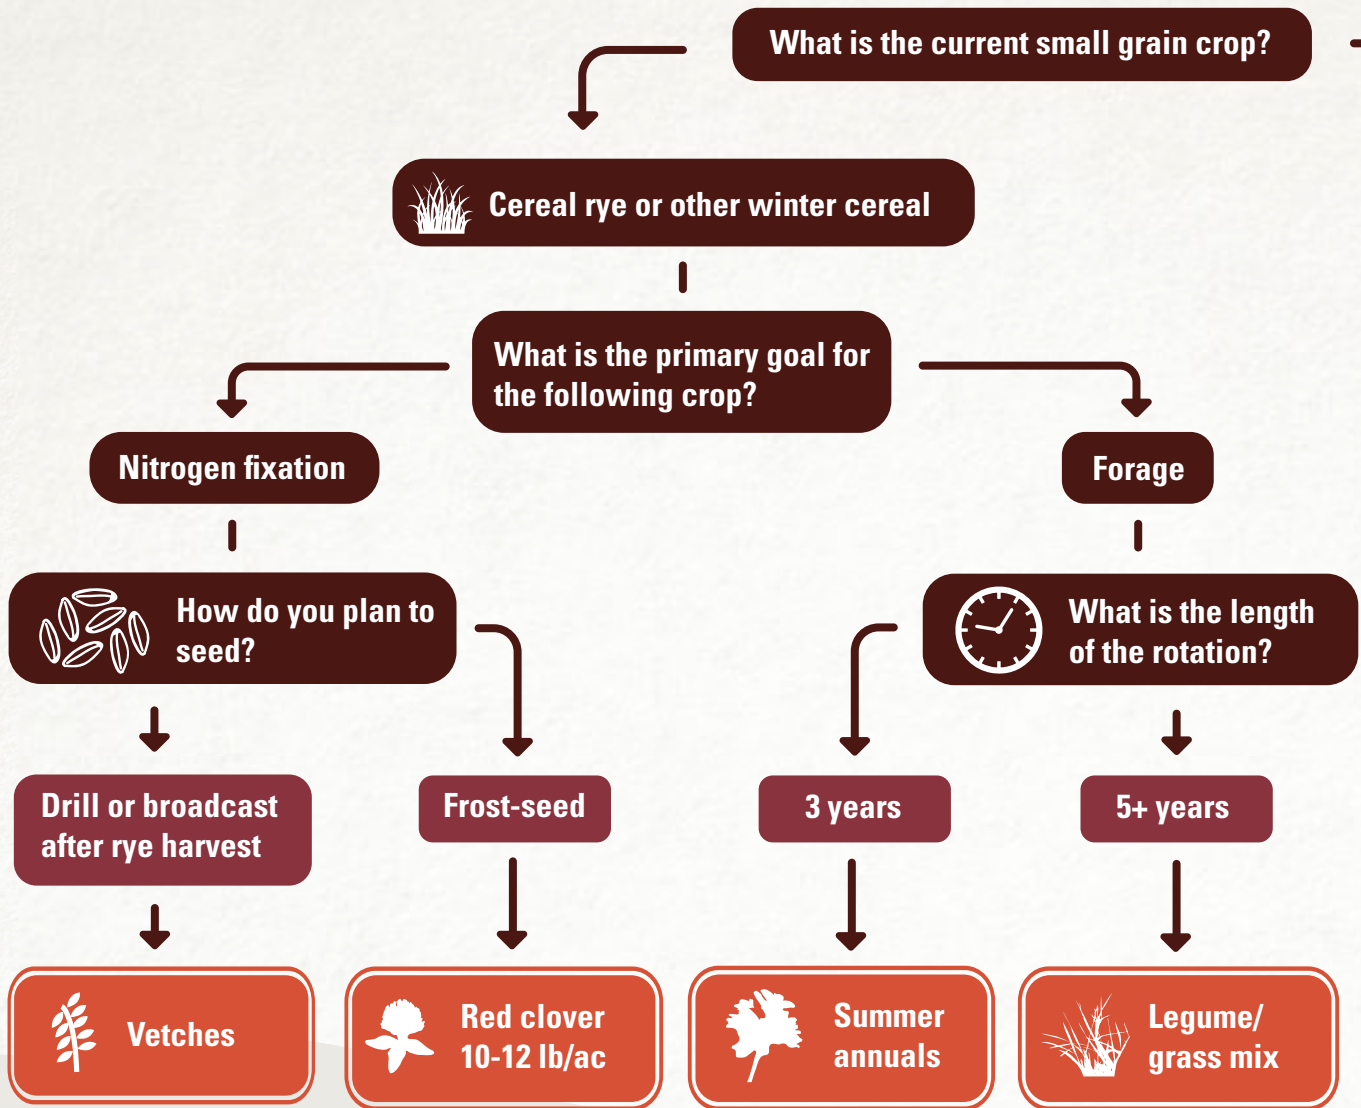 What is the current small grain crop?
Cereal rye or other winter cereal
What is the primary goal for
the following crop?
Nitrogen fixation
Forage
How do you plan to
seed?
What is the length
of the rotation?
Drill or broadcast
after rye harvest
Frost-seed
3 years
5+ years
Vetches
Red clover
10-12 lb/ac
Summer
annuals
Legume/
grass mix